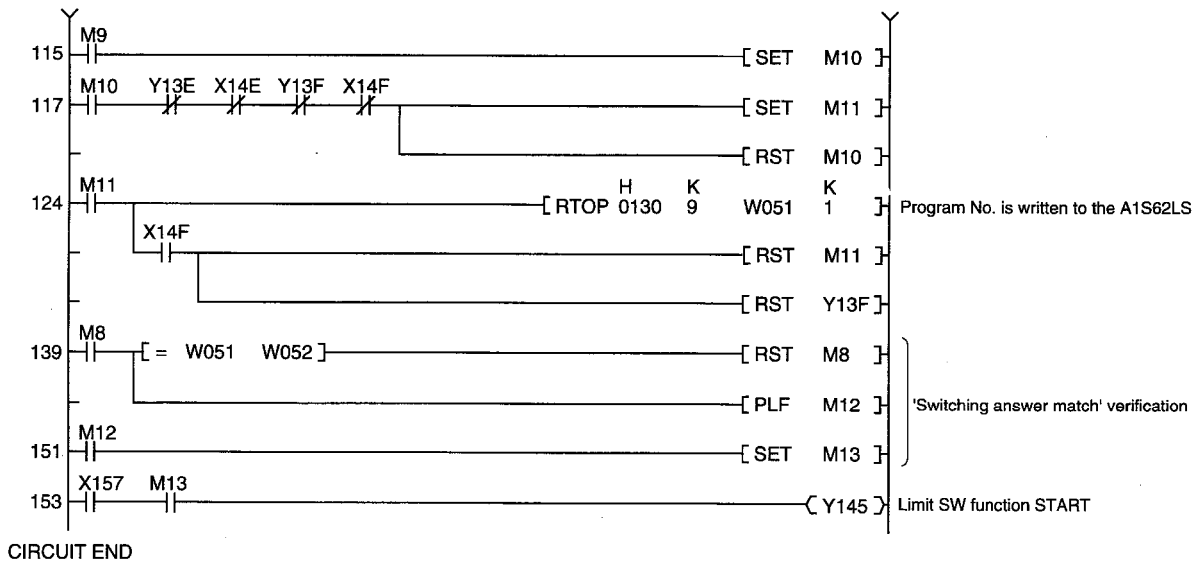 M9
115 [ SET M10 ]
M10 Y13E X14E Y13F X14F
117 [ SET M11 ]
[ RST M10 ]
M11 H K K
124 [ RTOP 0130 9 W051 1 ] Program No. is written to the A1S62LS
X14F
[ RST M11 ]
[ RST Y13F ]
M8
139 [ = W051 W052 ] [ RST M8 ]
[ PLF M12 ] 'Switching answer match' verification
M12
151 [ SET M13 ]
X157 M13
153 ( Y145 ) Limit SW function START
CIRCUIT END